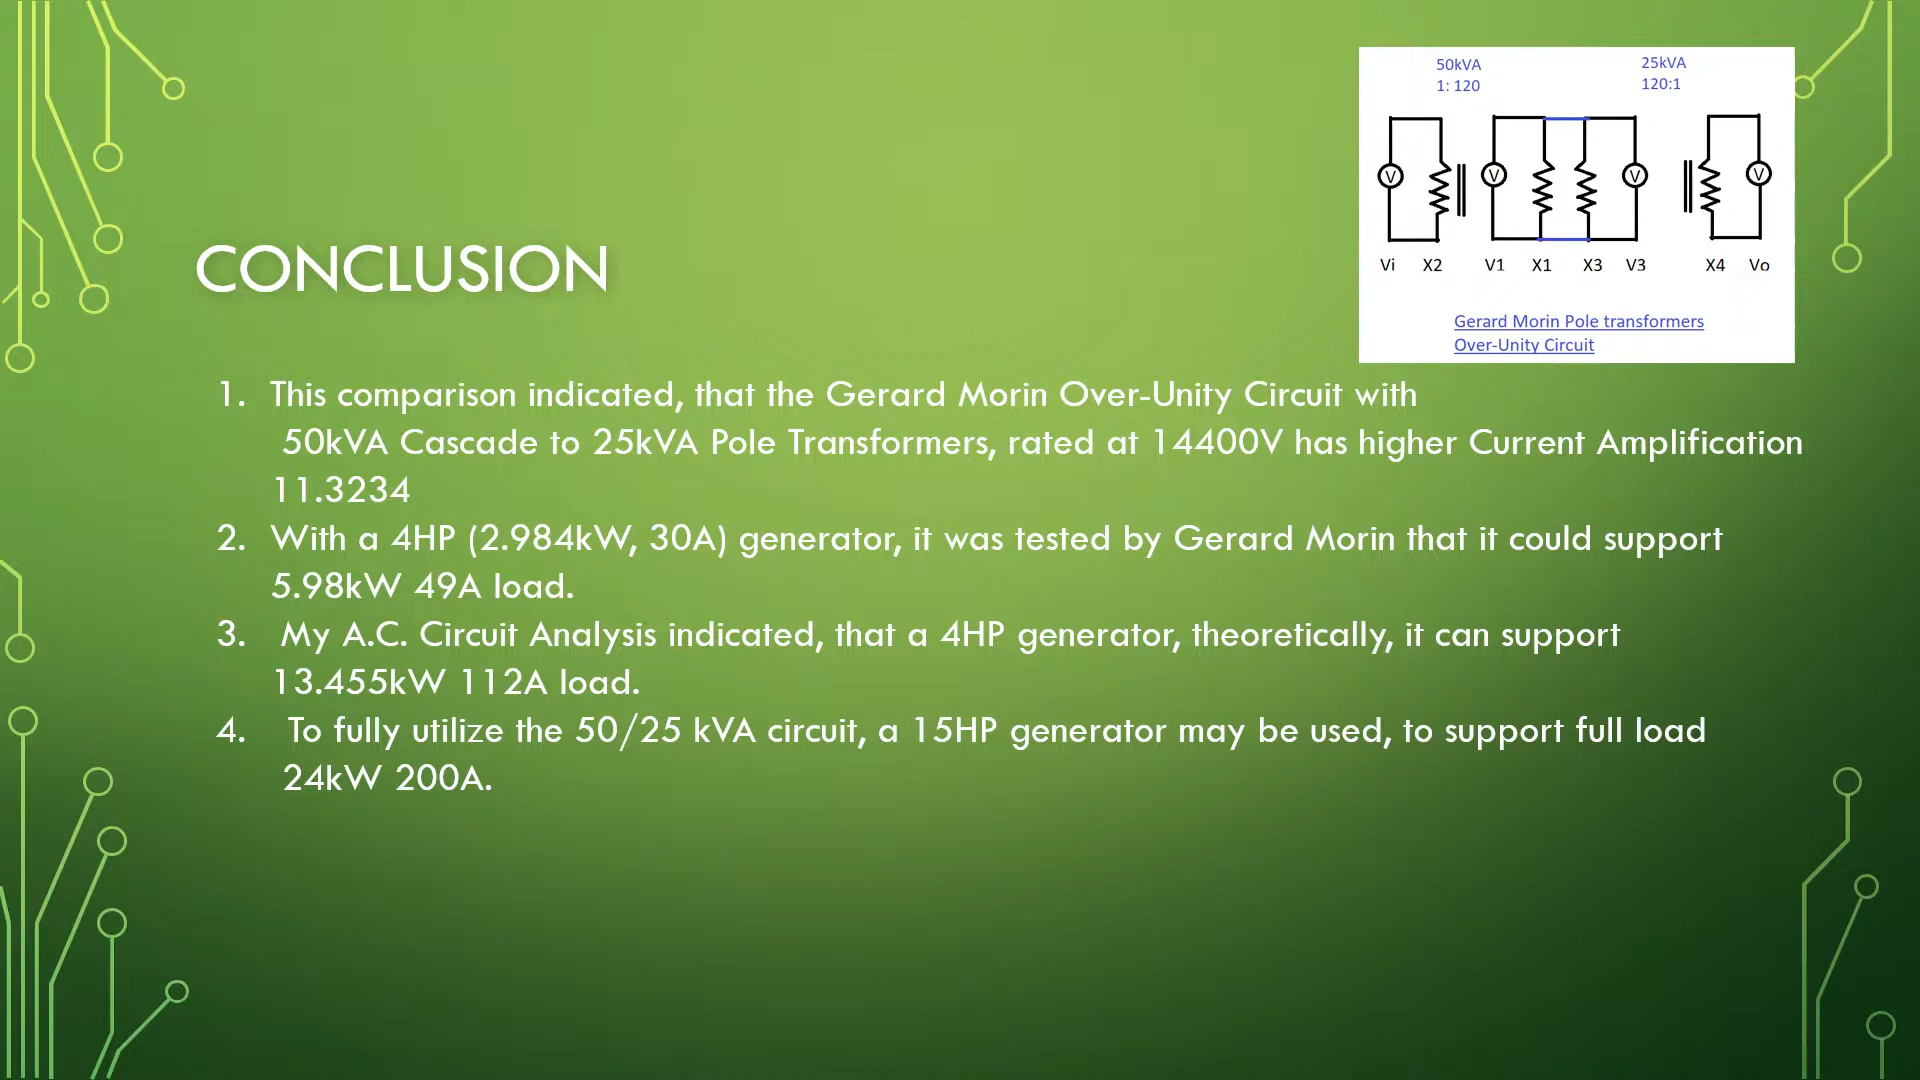 50kVA
1: 120
25kVA
120:1
V V V V
Vi X2 V1 X1 X3 V3 X4 Vo
Gerard Morin Pole transformers
Over-Unity Circuit
CONCLUSION
1. This comparison indicated, that the Gerard Morin Over-Unity Circuit with
50kVA Cascade to 25kVA Pole Transformers, rated at 14400V has higher Current Amplification
11.3234
2. With a 4HP (2.984kW, 30A) generator, it was tested by Gerard Morin that it could support
5.98kW 49A load.
3. My A.C. Circuit Analysis indicated, that a 4HP generator, theoretically, it can support
13.455kW 112A load.
4. To fully utilize the 50/25 kVA circuit, a 15HP generator may be used, to support full load
24kW 200A.